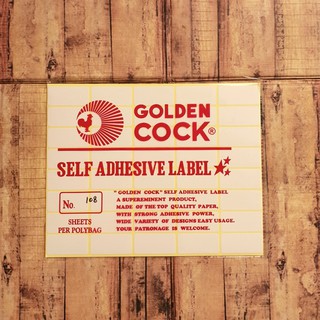 GOLDEN
COCK®
SELF ADHESIVE LABEL
No. 108
SHEETS
PER POLYBAG
"GOLDEN COCK" SELF ADHESIVE LABEL
A SUPEREMINENT PRODUCT,
MADE OF THE TOP QUALITY PAPER,
WITH STRONG ADHESIVE POWER,
WIDE VARIETY OF DESIGNS EAST USAGE.
YOUR PATRONAGE IS WELCOME.